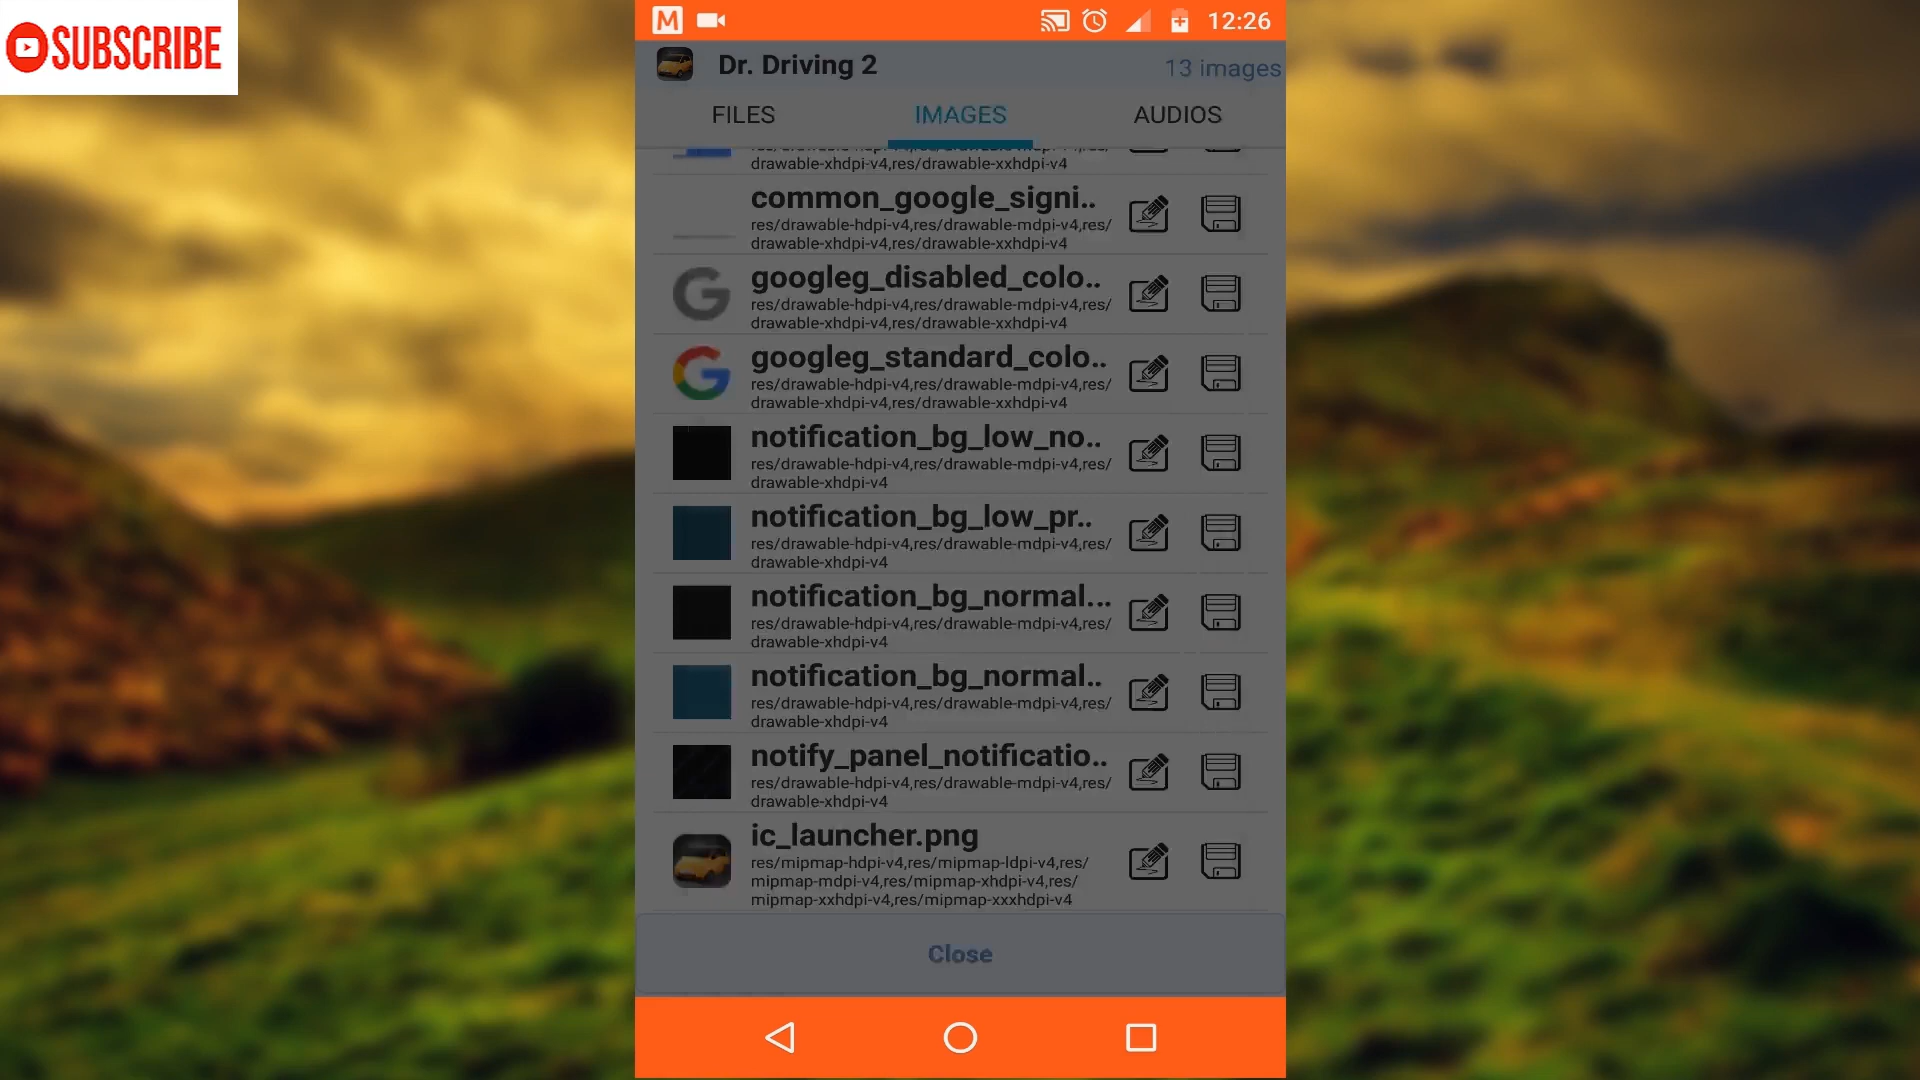 SUBSCRIBE
M
12:26
Dr. Driving 2
13 images
FILES
IMAGES
AUDIOS
drawable-xhdpi-v4,res/drawable-xxhdpi-v4
common_google_signi..
res/drawable-hdpi-v4,res/drawable-mdpi-v4,res/
drawable-xhdpi-v4,res/drawable-xxhdpi-v4
googleg_disabled_colo..
res/drawable-hdpi-v4,res/drawable-mdpi-v4,res/
drawable-xhdpi-v4,res/drawable-xxhdpi-v4
googleg_standard_colo..
res/drawable-hdpi-v4,res/drawable-mdpi-v4,res/
drawable-xhdpi-v4,res/drawable-xxhdpi-v4
notification_bg_low_no..
res/drawable-hdpi-v4,res/drawable-mdpi-v4,res/
drawable-xhdpi-v4
notification_bg_low_pr..
res/drawable-hdpi-v4,res/drawable-mdpi-v4,res/
drawable-xhdpi-v4
notification_bg_normal...
res/drawable-hdpi-v4,res/drawable-mdpi-v4,res/
drawable-xhdpi-v4
notification_bg_normal..
res/drawable-hdpi-v4,res/drawable-mdpi-v4,res/
drawable-xhdpi-v4
notify_panel_notificatio..
res/drawable-hdpi-v4,res/drawable-mdpi-v4,res/
drawable-xhdpi-v4
ic_launcher.png
res/mipmap-hdpi-v4,res/mipmap-ldpi-v4,res/
mipmap-mdpi-v4,res/mipmap-xhdpi-v4,res/
mipmap-xxhdpi-v4,res/mipmap-xxxhdpi-v4
Close